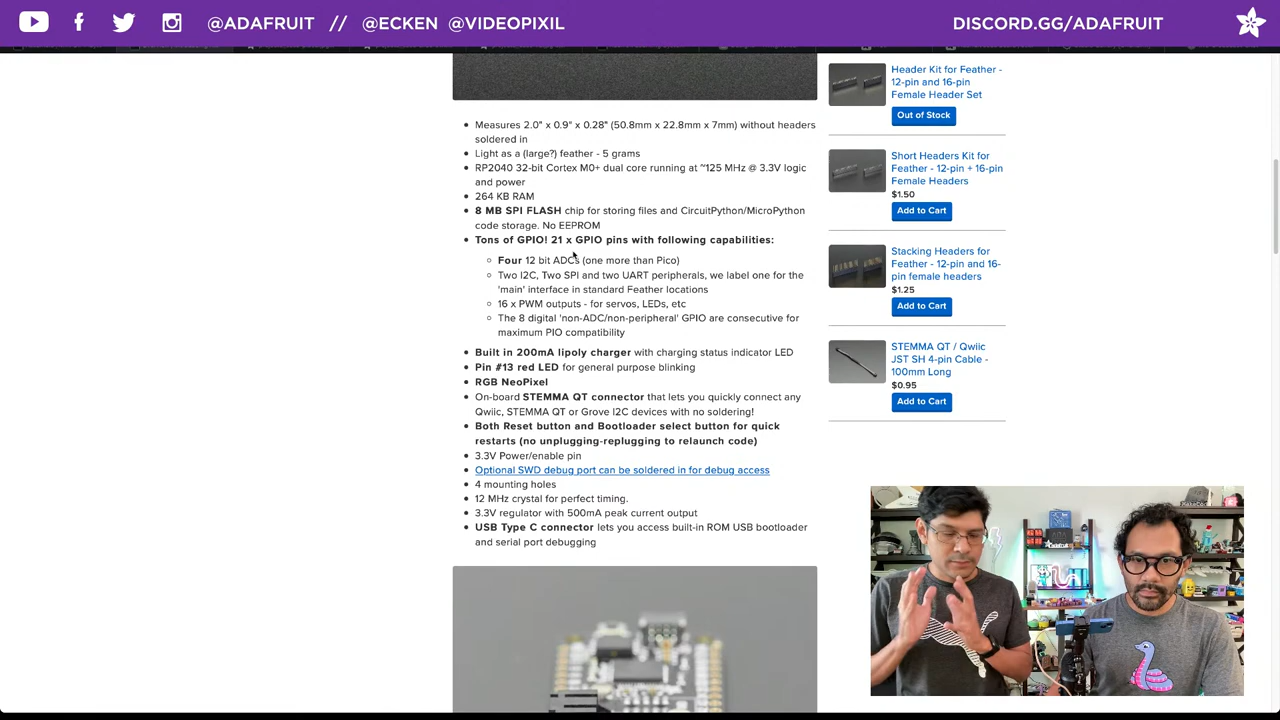 @ADAFRUIT // @ECKEN @VIDEOPIXIL
DISCORD.GG/ADAFRUIT
Measures 2.0" x 0.9" x 0.28" (50.8mm x 22.8mm x 7mm) without headers
soldered in
Light as a (large?) feather - 5 grams
RP2040 32-bit Cortex M0+ dual core running at ~125 MHz @ 3.3V logic
and power
264 KB RAM
8 MB SPI FLASH chip for storing files and CircuitPython/MicroPython
code storage. No EEPROM
Tons of GPIO! 21 x GPIO pins with following capabilities:
Four 12 bit ADCs (one more than Pico)
Two I2C, Two SPI and two UART peripherals, we label one for the
'main' interface in standard Feather locations
16 x PWM outputs - for servos, LEDs, etc
The 8 digital 'non-ADC/non-peripheral' GPIO are consecutive for
maximum PIO compatibility
Built in 200mA lipoly charger with charging status indicator LED
Pin #13 red LED for general purpose blinking
RGB NeoPixel
On-board STEMMA QT connector that lets you quickly connect any
Qwiic, STEMMA QT or Grove I2C devices with no soldering!
Both Reset button and Bootloader select button for quick
restarts (no unplugging-replugging to relaunch code)
3.3V Power/enable pin
Optional SWD debug port can be soldered in for debug access
4 mounting holes
12 MHz crystal for perfect timing.
3.3V regulator with 500mA peak current output
USB Type C connector lets you access built-in ROM USB bootloader
and serial port debugging
Header Kit for Feather -
12-pin and 16-pin
Female Header Set
Out of Stock
Short Headers Kit for
Feather - 12-pin + 16-pin
Female Headers
$1.50
Add to Cart
Stacking Headers for
Feather - 12-pin and 16-
pin female headers
$1.25
Add to Cart
STEMMA QT / Qwiic
JST SH 4-pin Cable -
100mm Long
$0.95
Add to Cart